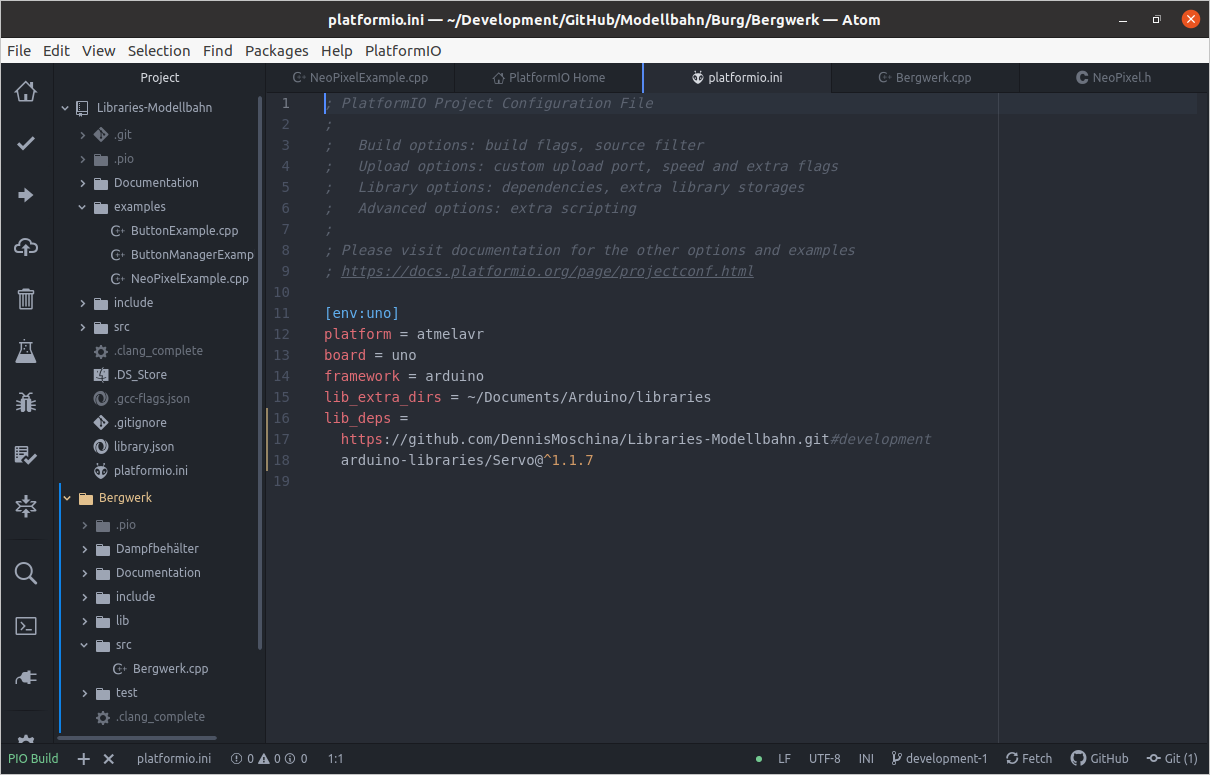 platformio.ini — ~/Development/GitHub/Modellbahn/Burg/Bergwerk — Atom
File Edit View Selection Find Packages Help PlatformIO
Project
Libraries-Modellbahn
.git
.pio
Documentation
examples
ButtonExample.cpp
ButtonManagerExamp
NeoPixelExample.cpp
include
src
.clang_complete
.DS_Store
.gcc-flags.json
.gitignore
library.json
platformio.ini
Bergwerk
.pio
Dampfbehälter
Documentation
include
lib
src
Bergwerk.cpp
test
.clang_complete
NeoPixelExample.cpp PlatformIO Home platformio.ini Bergwerk.cpp NeoPixel.h
1 ; PlatformIO Project Configuration File
2 ;
3 ;   Build options: build flags, source filter
4 ;   Upload options: custom upload port, speed and extra flags
5 ;   Library options: dependencies, extra library storages
6 ;   Advanced options: extra scripting
7 ;
8 ; Please visit documentation for the other options and examples
9 ; https://docs.platformio.org/page/projectconf.html
10
11 [env:uno]
12 platform = atmelavr
13 board = uno
14 framework = arduino
15 lib_extra_dirs = ~/Documents/Arduino/libraries
16 lib_deps =
17   https://github.com/DennisMoschina/Libraries-Modellbahn.git#development
18   arduino-libraries/Servo@^1.1.7
19
PIO Build platformio.ini 0 0 0 1:1 LF UTF-8 INI development-1 Fetch GitHub Git (1)